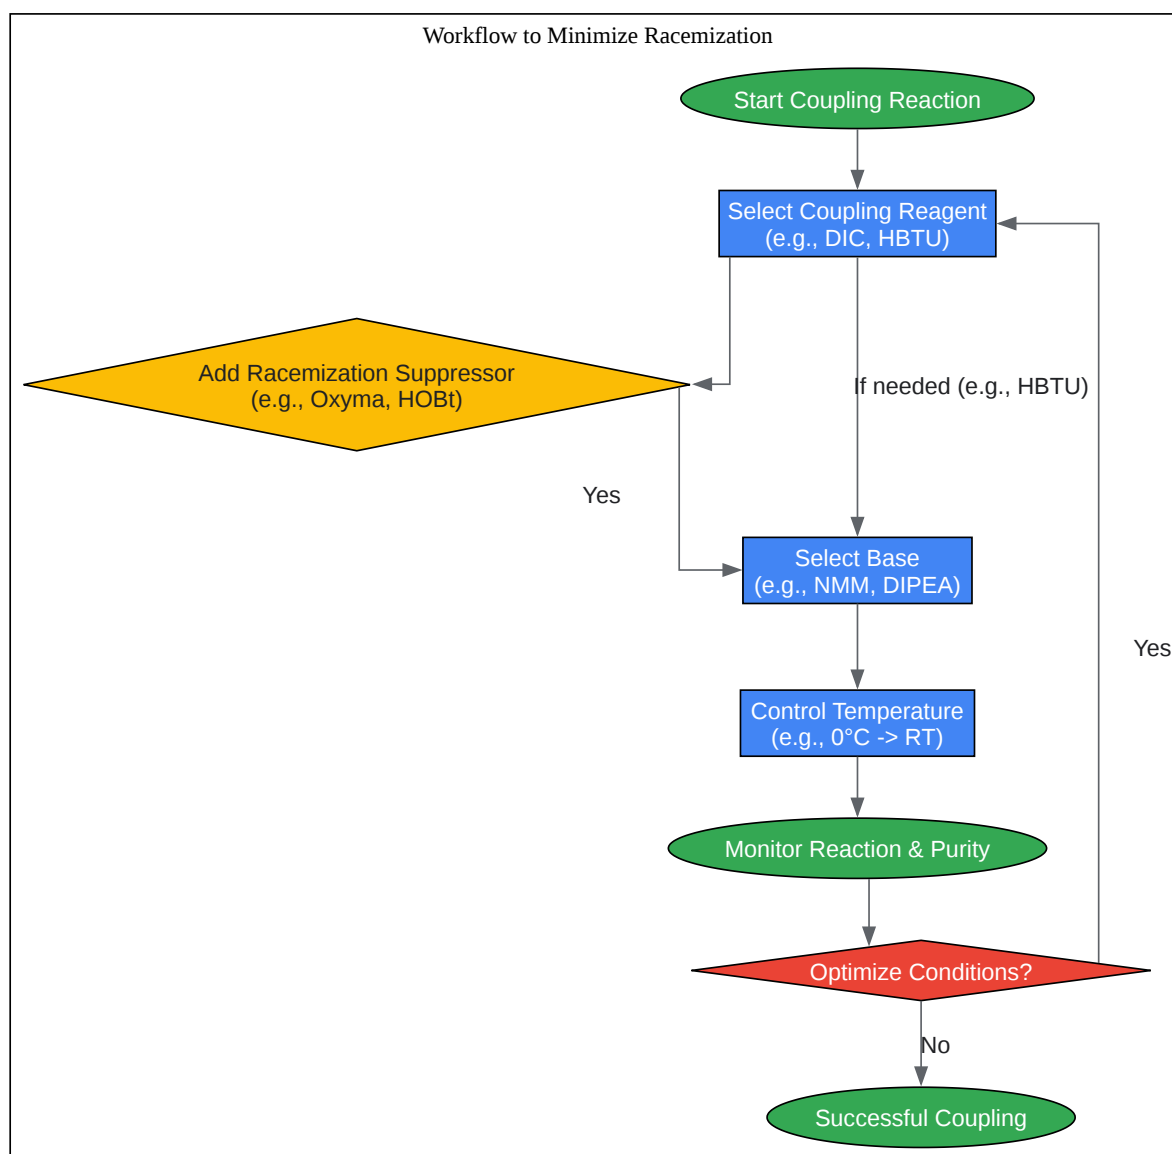 Workflow to Minimize Racemization
Start Coupling Reaction
Select Coupling Reagent
(e.g., DIC, HBTU)
Add Racemization Suppressor
(e.g., Oxyma, HOBt)
If needed (e.g., HBTU)
Yes
Select Base
(e.g., NMM, DIPEA)
Yes
Control Temperature
(e.g., 0°C -> RT)
Monitor Reaction & Purity
Optimize Conditions?
No
Successful Coupling